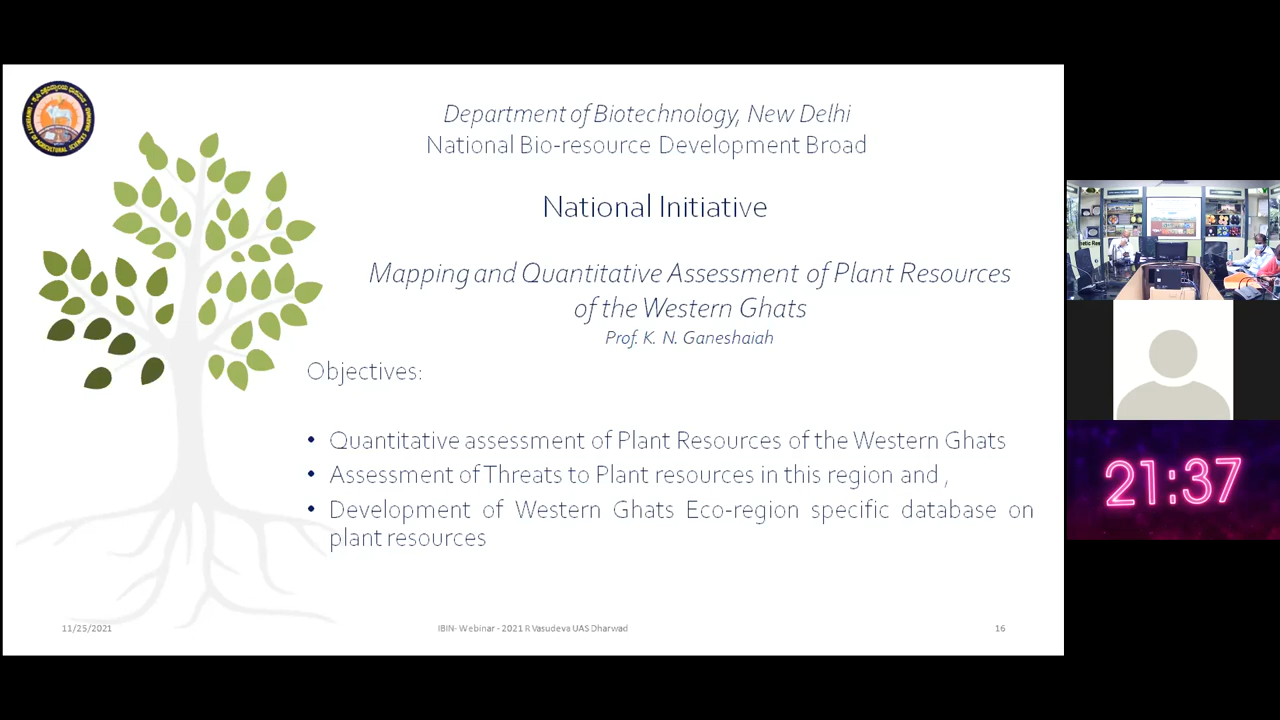 Department of Biotechnology, New Delhi
National Bio-resource Development Broad
National Initiative
Mapping and Quantitative Assessment of Plant Resources
of the Western Ghats
Prof. K. N. Ganeshaiah
Objectives:
• Quantitative assessment of Plant Resources of the Western Ghats
• Assessment of Threats to Plant resources in this region and ,
• Development of Western Ghats Eco-region specific database on
plant resources
11/25/2021
IBIN- Webinar - 2021 R Vasudeva UAS Dharwad
16
21:37